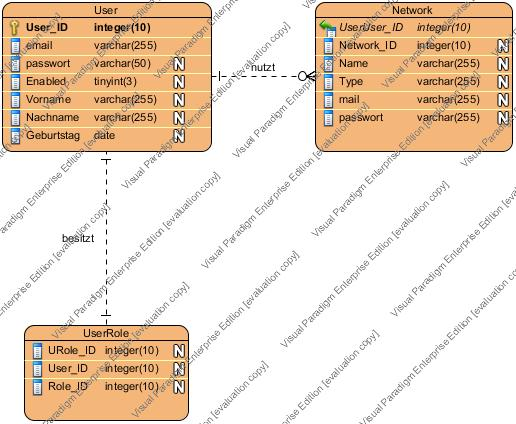 User
User_ID integer(10)
email varchar(255)
passwort varchar(50) N
Enabled tinyint(3) N
Vorname varchar(255) N
Nachname varchar(255) N
Geburtstag date N
nutzt
Network
UserUser_ID integer(10)
Network_ID integer(10) N
Name varchar(255) N
Type varchar(255) N
mail varchar(255) N
passwort varchar(255) N
besitzt
UserRole
URole_ID integer(10) N
User_ID integer(10) N
Role_ID integer(10) N
Visual Paradigm Enterprise Edition [evaluation copy]